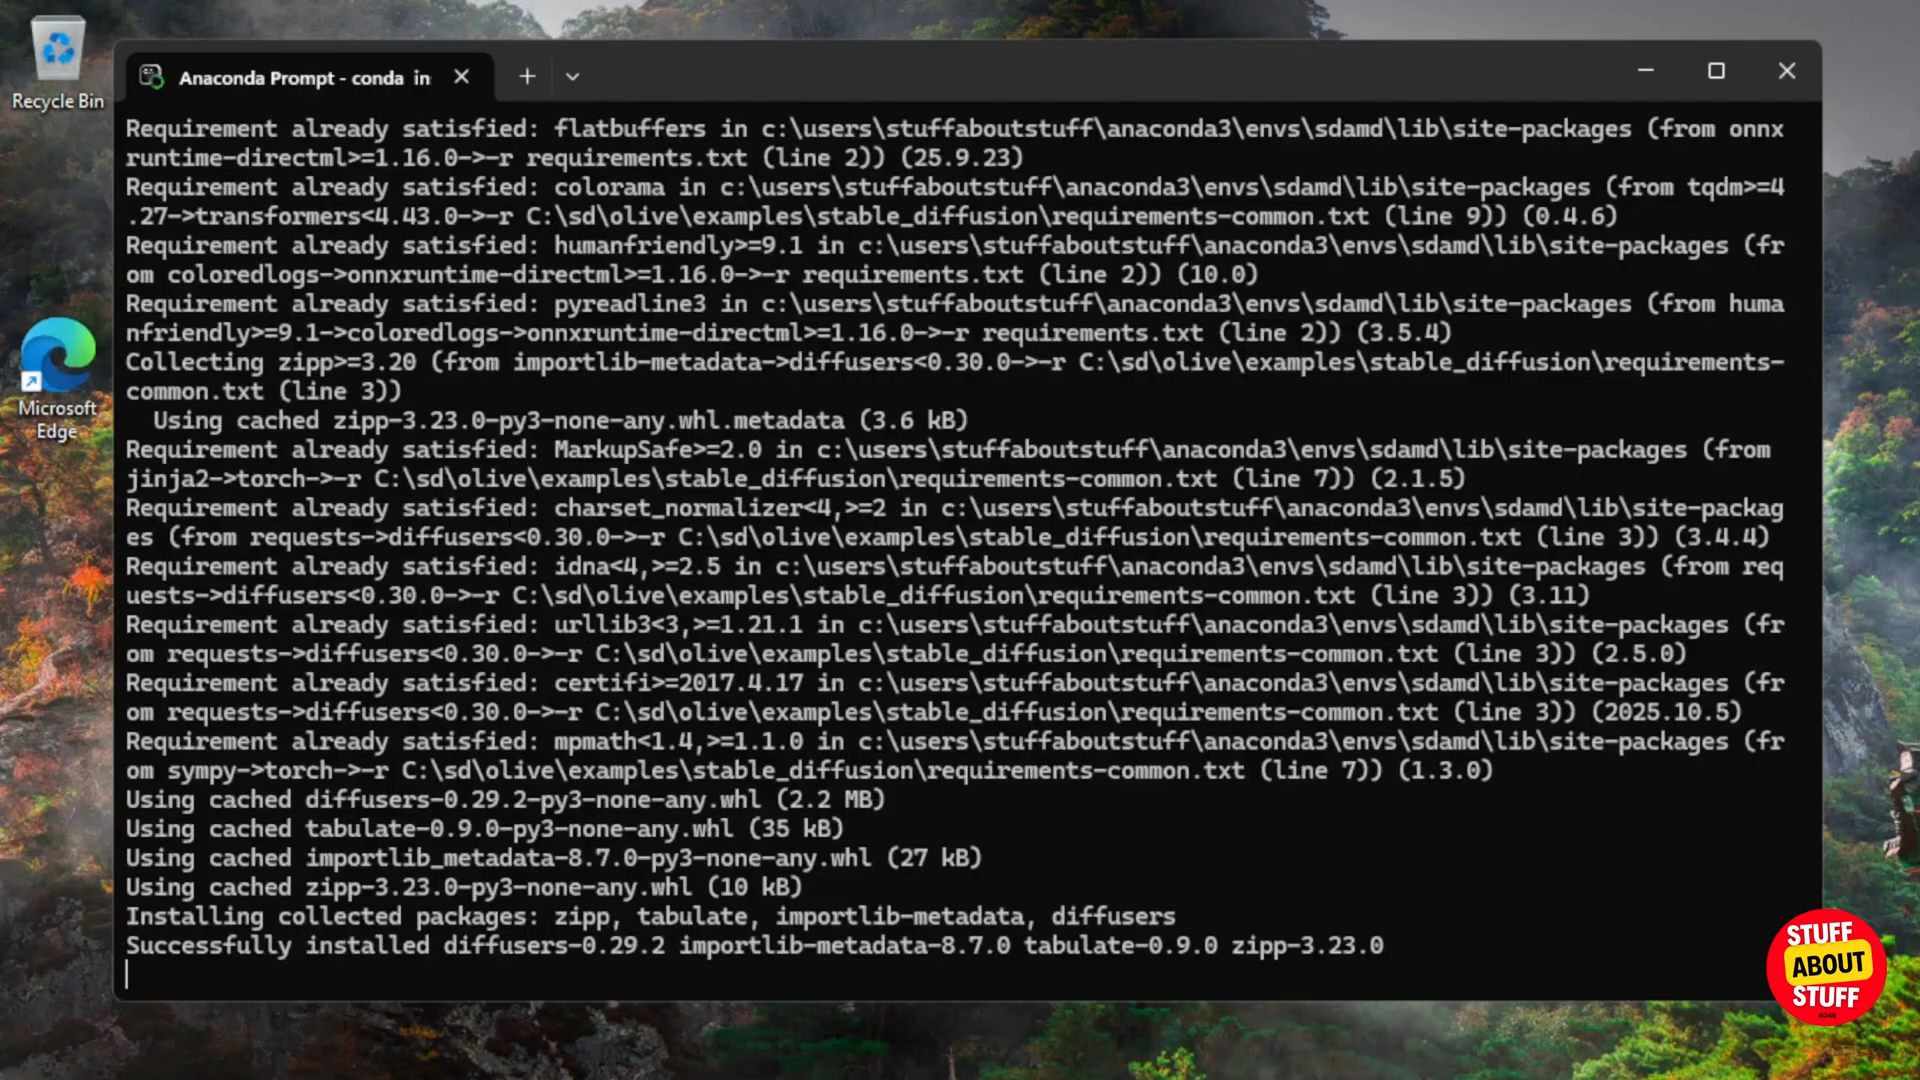 Recycle Bin
Microsoft
Edge
Anaconda Prompt - conda in
Requirement already satisfied: flatbuffers in c:\users\stuffaboutstuff\anaconda3\envs\sdamd\lib\site-packages (from onnx
runtime-directml>=1.16.0->-r requirements.txt (line 2)) (25.9.23)
Requirement already satisfied: colorama in c:\users\stuffaboutstuff\anaconda3\envs\sdamd\lib\site-packages (from tqdm>=4
.27->transformers<4.43.0->-r C:\sd\olive\examples\stable_diffusion\requirements-common.txt (line 9)) (0.4.6)
Requirement already satisfied: humanfriendly>=9.1 in c:\users\stuffaboutstuff\anaconda3\envs\sdamd\lib\site-packages (fr
om coloredlogs->onnxruntime-directml>=1.16.0->-r requirements.txt (line 2)) (10.0)
Requirement already satisfied: pyreadline3 in c:\users\stuffaboutstuff\anaconda3\envs\sdamd\lib\site-packages (from huma
nfriendly>=9.1->coloredlogs->onnxruntime-directml>=1.16.0->-r requirements.txt (line 2)) (3.5.4)
Collecting zipp>=3.20 (from importlib-metadata->diffusers<0.30.0->-r C:\sd\olive\examples\stable_diffusion\requirements-
common.txt (line 3))
Using cached zipp-3.23.0-py3-none-any.whl.metadata (3.6 kB)
Requirement already satisfied: MarkupSafe>=2.0 in c:\users\stuffaboutstuff\anaconda3\envs\sdamd\lib\site-packages (from
jinja2->torch->-r C:\sd\olive\examples\stable_diffusion\requirements-common.txt (line 7)) (2.1.5)
Requirement already satisfied: charset_normalizer<4,>=2 in c:\users\stuffaboutstuff\anaconda3\envs\sdamd\lib\site-packag
es (from requests->diffusers<0.30.0->-r C:\sd\olive\examples\stable_diffusion\requirements-common.txt (line 3)) (3.4.4)
Requirement already satisfied: idna<4,>=2.5 in c:\users\stuffaboutstuff\anaconda3\envs\sdamd\lib\site-packages (from req
uests->diffusers<0.30.0->-r C:\sd\olive\examples\stable_diffusion\requirements-common.txt (line 3)) (3.11)
Requirement already satisfied: urllib3<3,>=1.21.1 in c:\users\stuffaboutstuff\anaconda3\envs\sdamd\lib\site-packages (fr
om requests->diffusers<0.30.0->-r C:\sd\olive\examples\stable_diffusion\requirements-common.txt (line 3)) (2.5.0)
Requirement already satisfied: certifi>=2017.4.17 in c:\users\stuffaboutstuff\anaconda3\envs\sdamd\lib\site-packages (fr
om requests->diffusers<0.30.0->-r C:\sd\olive\examples\stable_diffusion\requirements-common.txt (line 3)) (2025.10.5)
Requirement already satisfied: mpmath<1.4,>=1.1.0 in c:\users\stuffaboutstuff\anaconda3\envs\sdamd\lib\site-packages (fr
om sympy->torch->-r C:\sd\olive\examples\stable_diffusion\requirements-common.txt (line 7)) (1.3.0)
Using cached diffusers-0.29.2-py3-none-any.whl (2.2 MB)
Using cached tabulate-0.9.0-py3-none-any.whl (35 kB)
Using cached importlib_metadata-8.7.0-py3-none-any.whl (27 kB)
Using cached zipp-3.23.0-py3-none-any.whl (10 kB)
Installing collected packages: zipp, tabulate, importlib-metadata, diffusers
Successfully installed diffusers-0.29.2 importlib-metadata-8.7.0 tabulate-0.9.0 zipp-3.23.0
STUFF
ABOUT
STUFF
4045